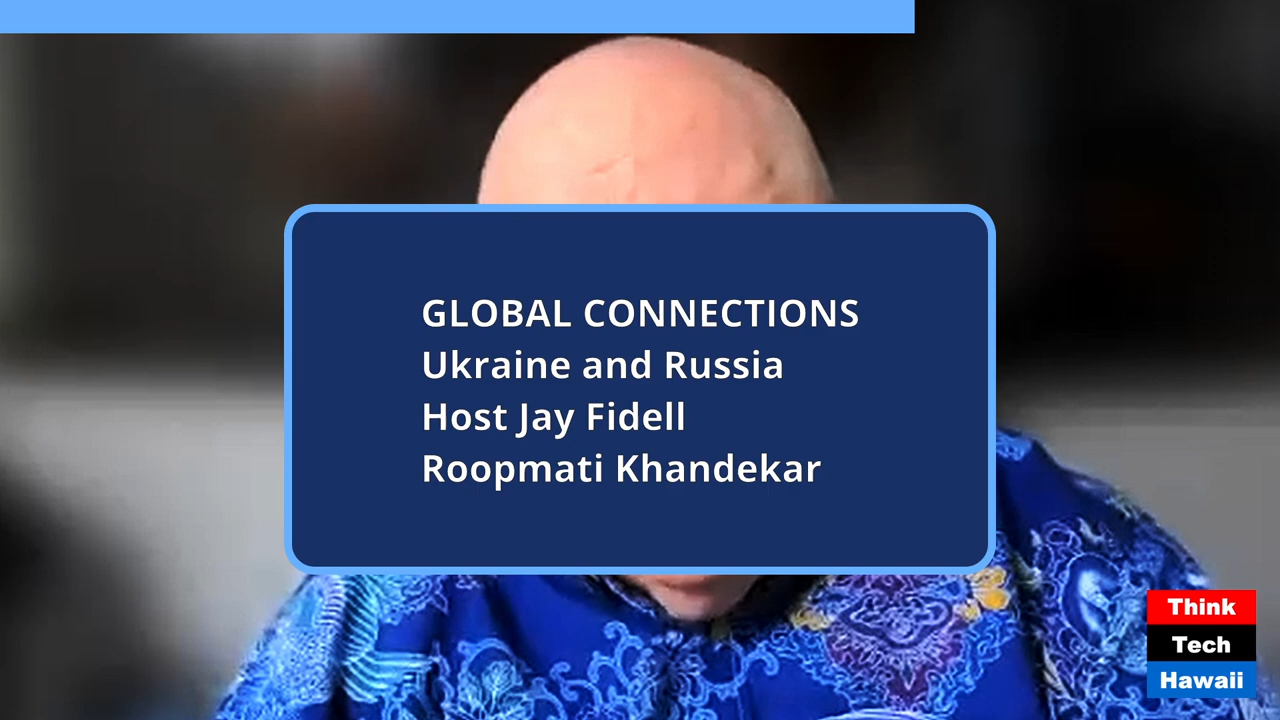 GLOBAL CONNECTIONS
Ukraine and Russia
Host Jay Fidell
Roopmati Khandekar
Think
Tech
Hawaii